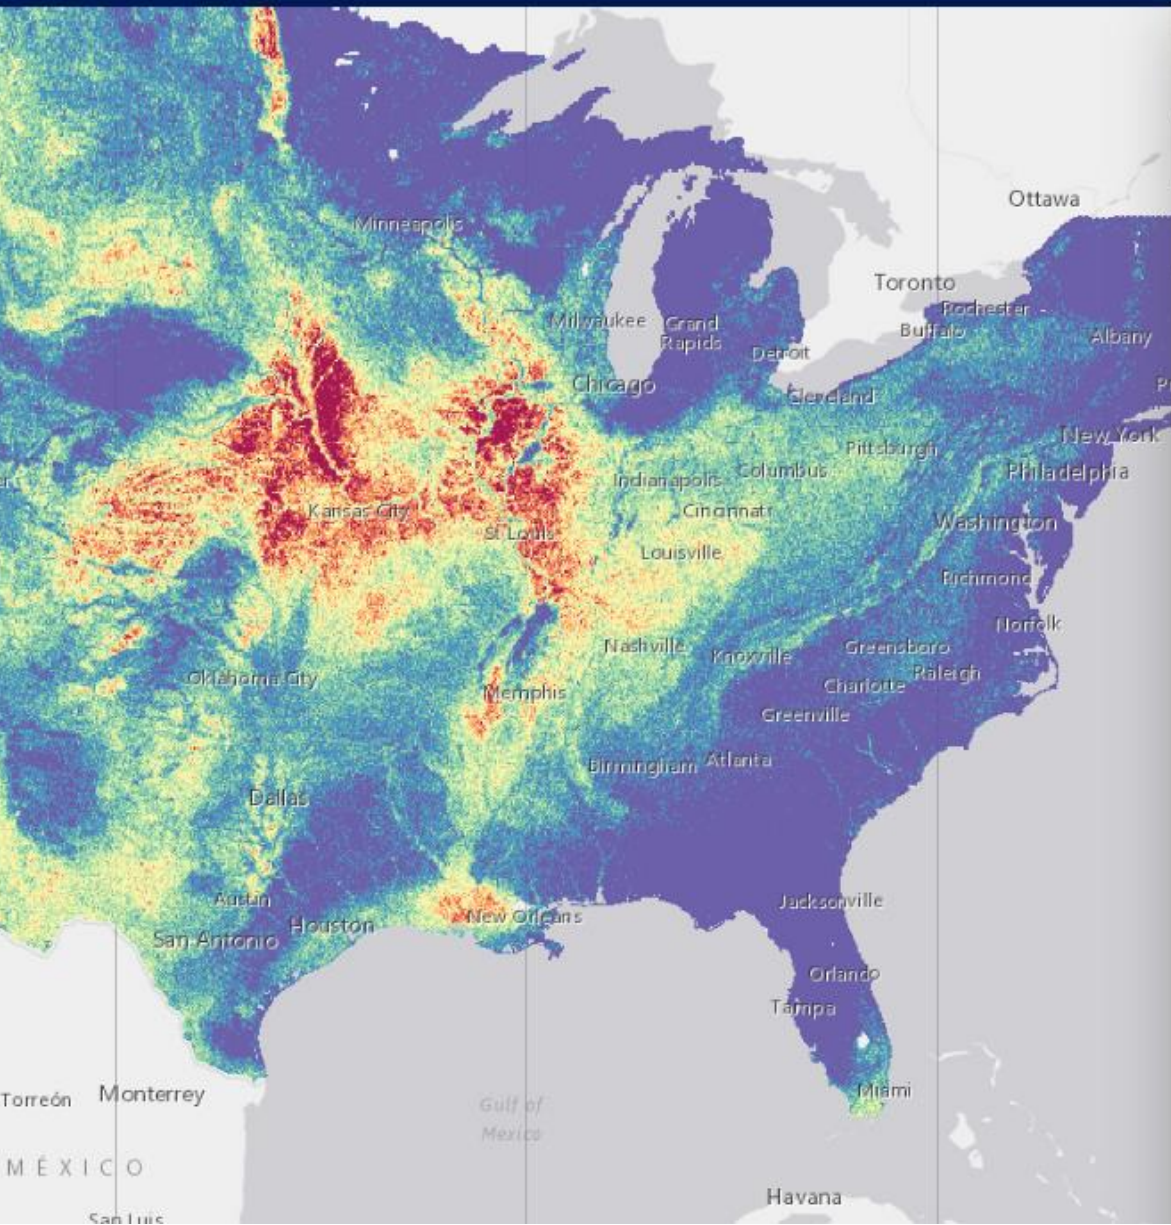 Ottawa
Minneapolis
Toronto
Rochester
Milwaukee
Grand
Rapids
Buffalo
Albany
Detroit
Chicago
Cleveland
P
New York
Pittsburgh
Columbus
Indianapolis
Philadelphia
er
Kansas City
Cincinnati
Washington
St Louis
Louisville
Richmond
Norfolk
Nashville
Knoxville
Greensboro
Raleigh
Oklahoma City
Memphis
Charlotte
Greenville
Birmingham
Atlanta
Dallas
Austin
Jacksonville
New Orleans
Houston
San Antonio
Orlando
Tampa
Miami
Monterrey
Torreón
Gulf of
Mexico
MÉXICO
Havana
San Luis